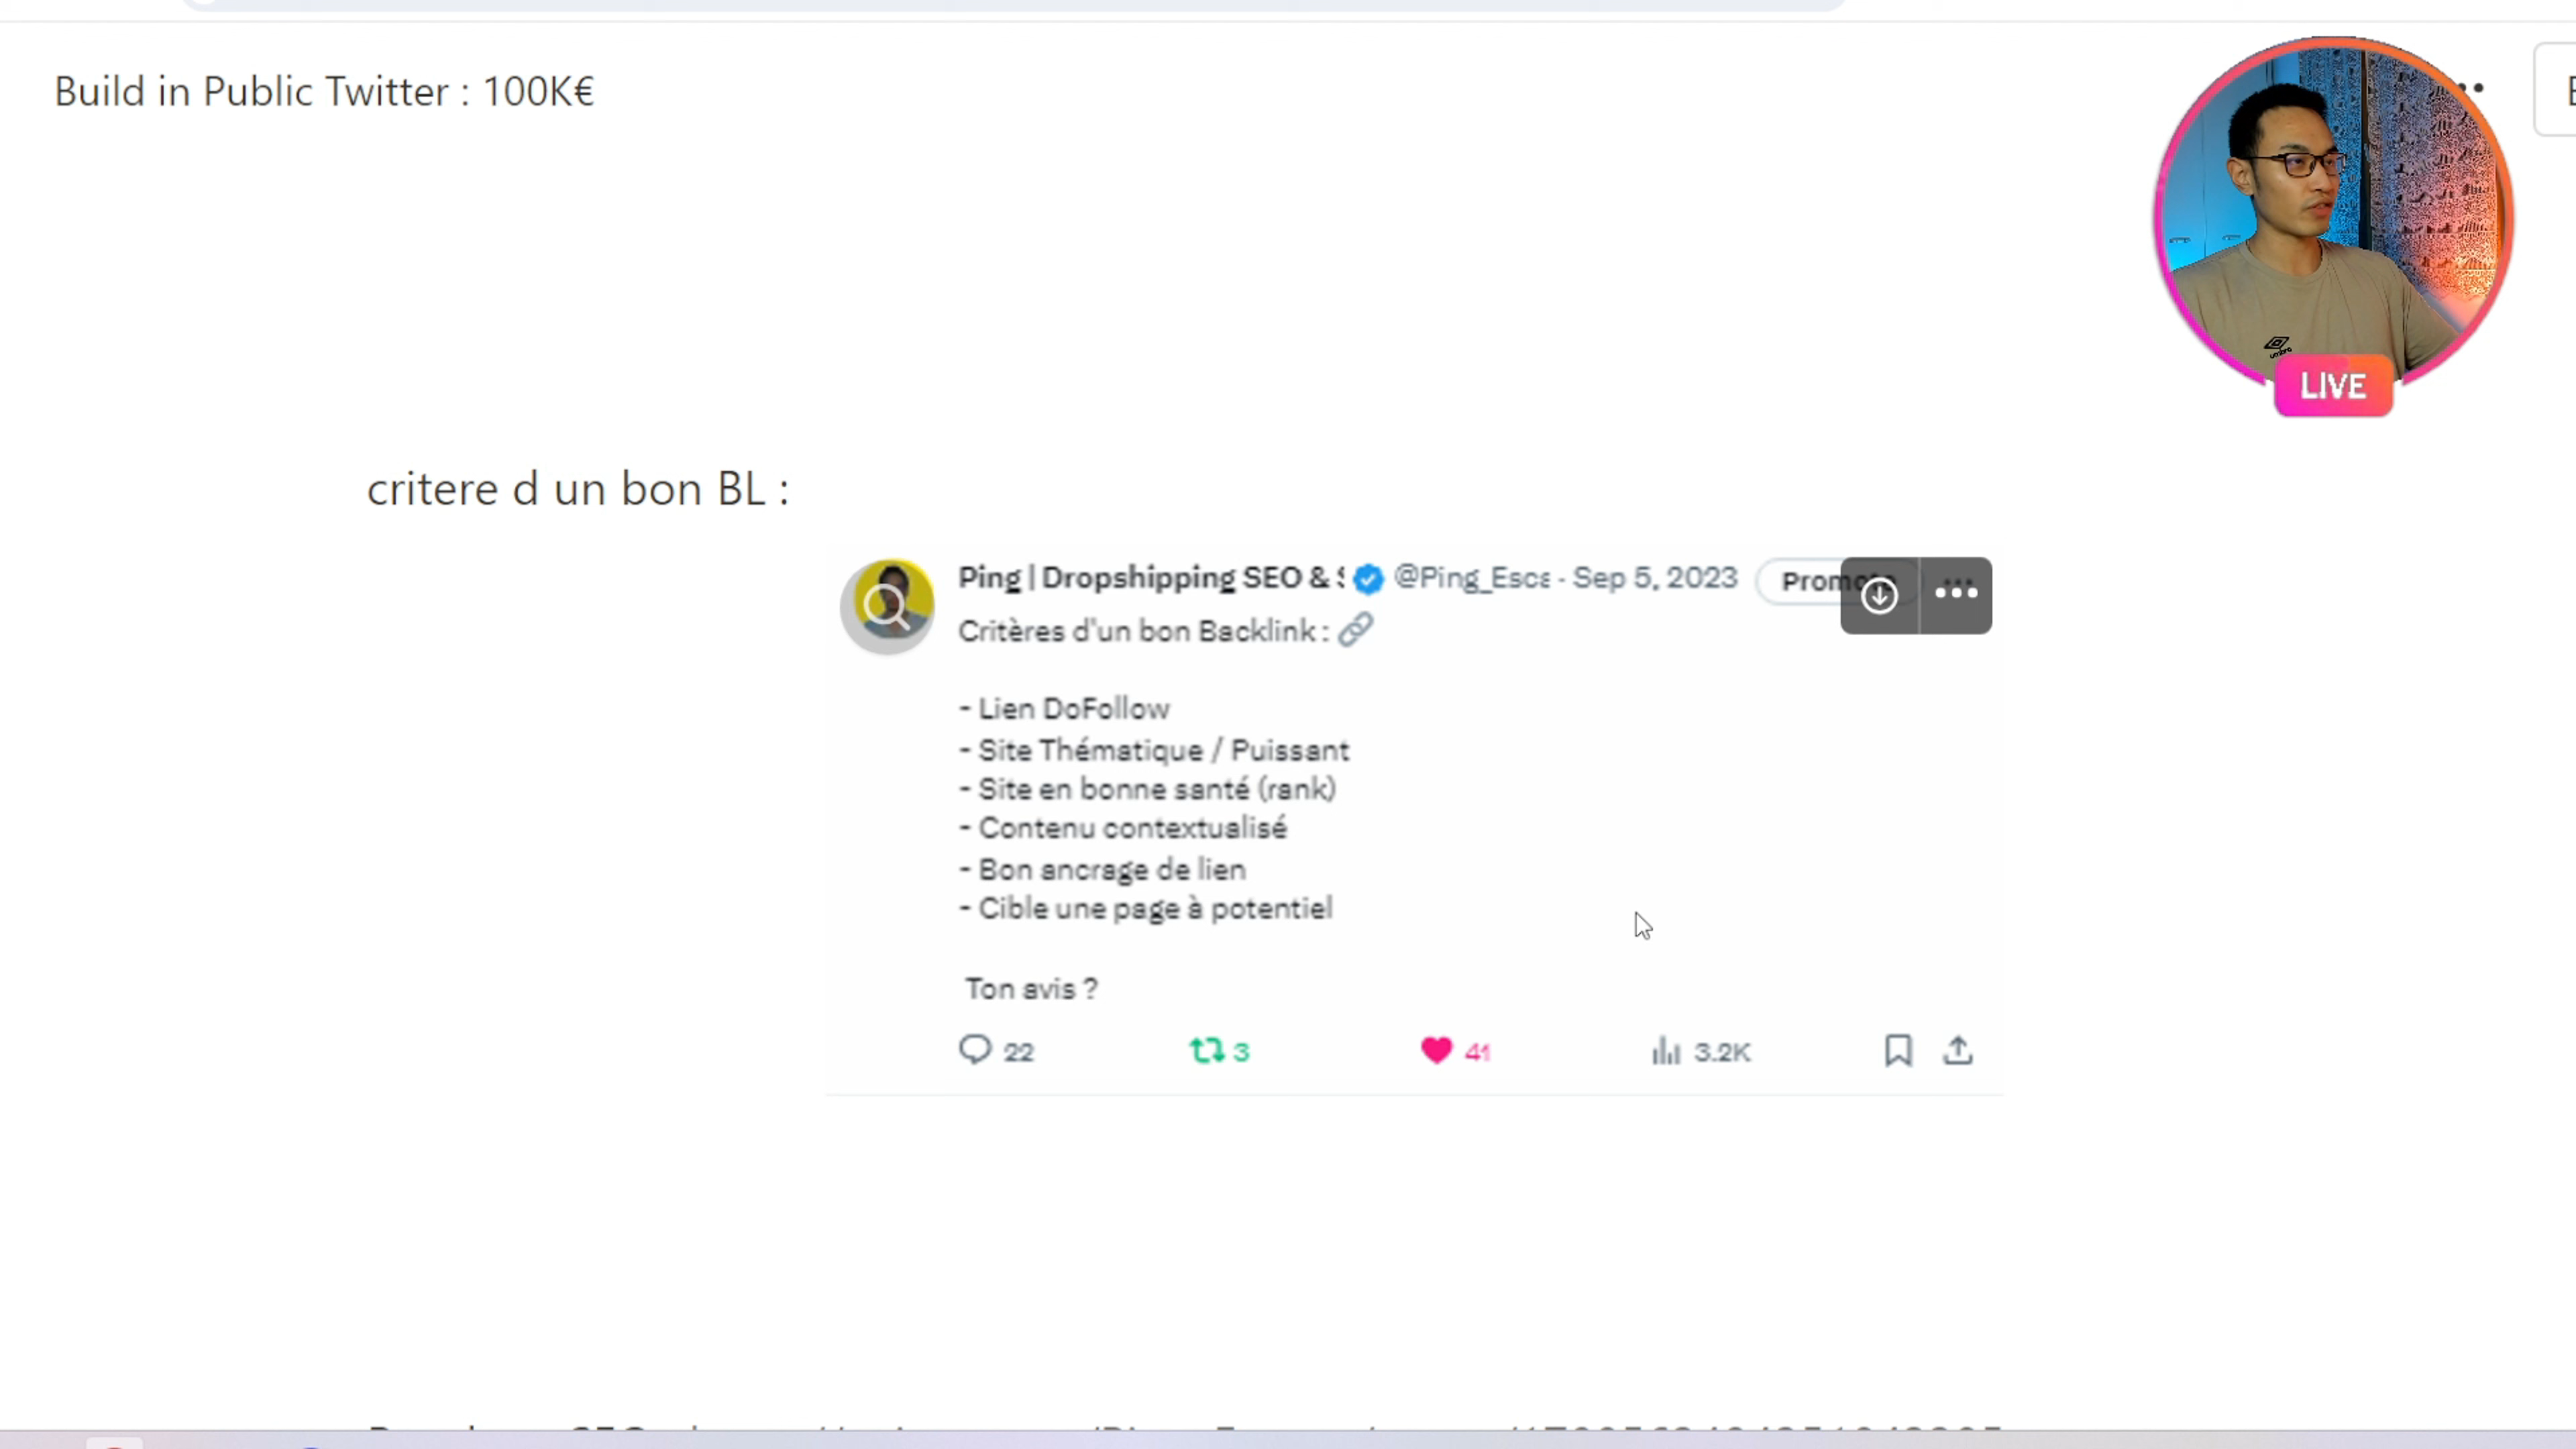 Build in Public Twitter : 100K€
LIVE
critere d un bon BL :
Ping | Dropshipping SEO & @Ping_Esca · Sep 5, 2023
Critères d'un bon Backlink :
- Lien DoFollow
- Site Thématique / Puissant
- Site en bonne santé (rank)
- Contenu contextualisé
- Bon ancrage de lien
- Cible une page à potentiel
Ton avis ?
22 3 41 3.2K